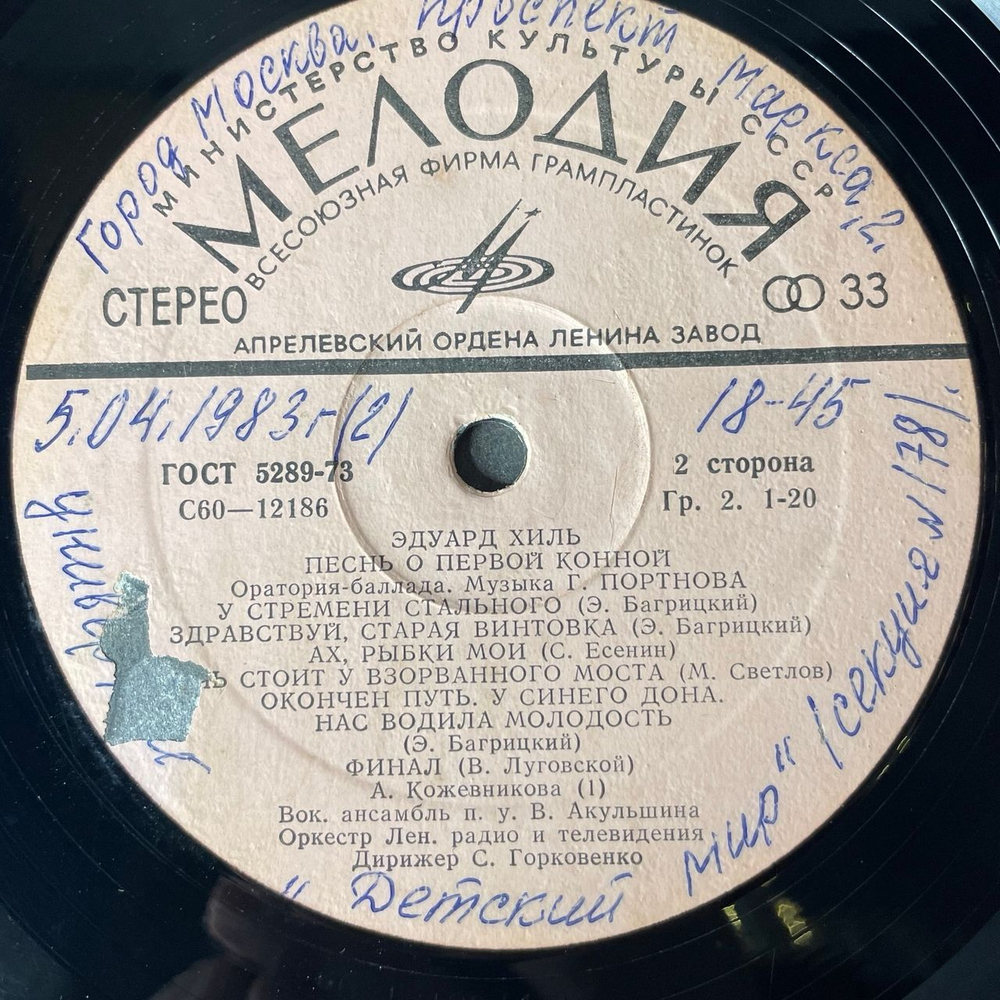 Город Москва, проспект Маркса, 2.
МИНИСТЕРСТВО КУЛЬТУРЫ СССР
МЕЛОДИЯ
ВСЕСОЮЗНАЯ ФИРМА ГРАМПЛАСТИНОК
СТЕРЕО
33
АПРЕЛЕВСКИЙ ОРДЕНА ЛЕНИНА ЗАВОД
5.04.1983г (2)
18-45
ГОСТ 5289-73
2 сторона
С60—12186
Гр. 2. 1-20
ЭДУАРД ХИЛЬ
ПЕСНЬ О ПЕРВОЙ КОННОЙ
Оратория-баллада. Музыка Г. ПОРТНОВА
У СТРЕМЕНИ СТАЛЬНОГО (Э. Багрицкий)
ЗДРАВСТВУЙ, СТАРАЯ ВИНТОВКА (Э. Багрицкий)
АХ, РЫБКИ МОИ (С. Есенин)
СТОИТ У ВЗОРВАННОГО МОСТА (М. Светлов)
ОКОНЧЕН ПУТЬ. У СИНЕГО ДОНА.
НАС ВОДИЛА МОЛОДОСТЬ
(Э. Багрицкий)
ФИНАЛ (В. Луговской)
А. Кожевникова (1)
Вок. ансамбль п. у. В. Акульшина
Оркестр Лен. радио и телевидения
Дирижер С. Горковенко
" Детский мир " /секция N 178/.